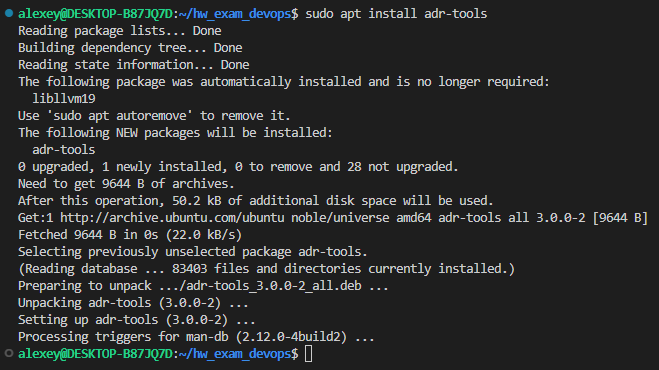 alexey@DESKTOP-B87JQ7D:~/hw_exam_devops$ sudo apt install adr-tools
Reading package lists... Done
Building dependency tree... Done
Reading state information... Done
The following package was automatically installed and is no longer required:
  libllvm19
Use 'sudo apt autoremove' to remove it.
The following NEW packages will be installed:
  adr-tools
0 upgraded, 1 newly installed, 0 to remove and 28 not upgraded.
Need to get 9644 B of archives.
After this operation, 50.2 kB of additional disk space will be used.
Get:1 http://archive.ubuntu.com/ubuntu noble/universe amd64 adr-tools all 3.0.0-2 [9644 B]
Fetched 9644 B in 0s (22.0 kB/s)
Selecting previously unselected package adr-tools.
(Reading database ... 83403 files and directories currently installed.)
Preparing to unpack .../adr-tools_3.0.0-2_all.deb ...
Unpacking adr-tools (3.0.0-2) ...
Setting up adr-tools (3.0.0-2) ...
Processing triggers for man-db (2.12.0-4build2) ...
alexey@DESKTOP-B87JQ7D:~/hw_exam_devops$